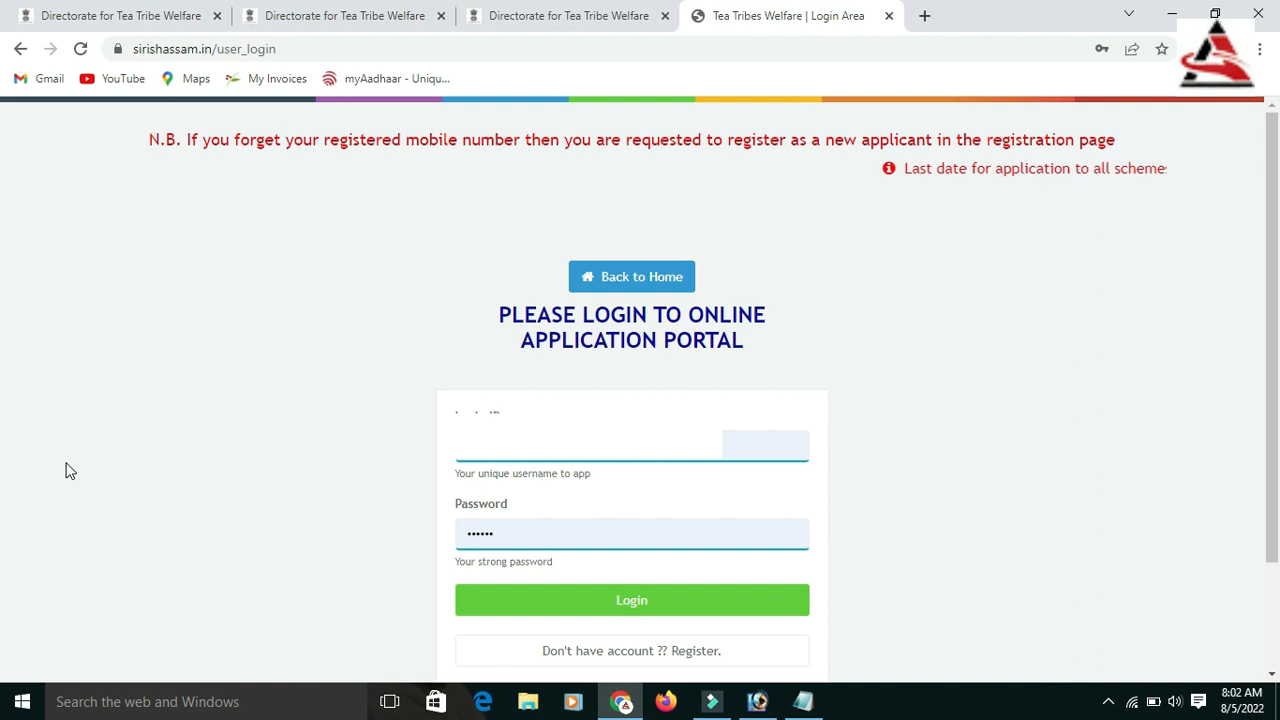 Directorate for Tea Tribe Welfare
Directorate for Tea Tribe Welfare
Directorate for Tea Tribe Welfare
Tea Tribes Welfare | Login Area
sirishassam.in/user_login
Gmail
YouTube
Maps
My Invoices
myAadhaar - Uniqu...
N.B. If you forget your registered mobile number then you are requested to register as a new applicant in the registration page
Last date for application to all scheme
Back to Home
PLEASE LOGIN TO ONLINE
APPLICATION PORTAL
Your unique username to app
Password
••••••
Your strong password
Login
Don't have account ?? Register.
Search the web and Windows
8:02 AM
8/5/2022